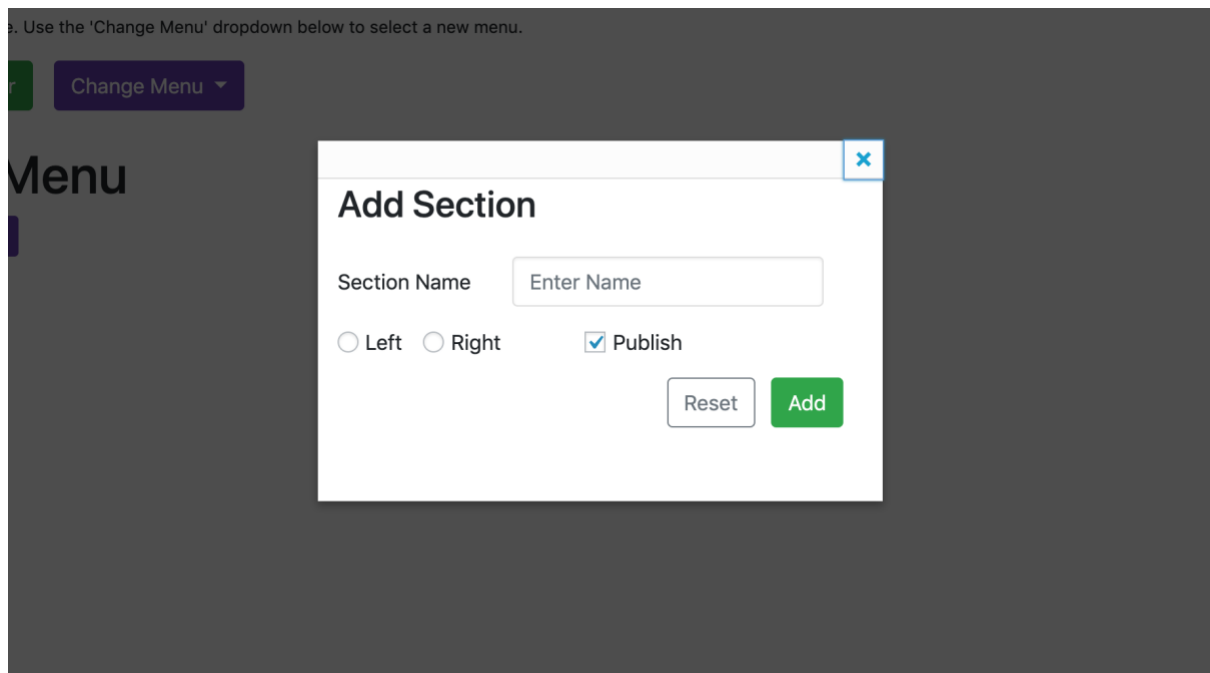 . Use the 'Change Menu' dropdown below to select a new menu.
Change Menu
Menu
Add Section
Section Name Enter Name
Left Right Publish
Reset Add